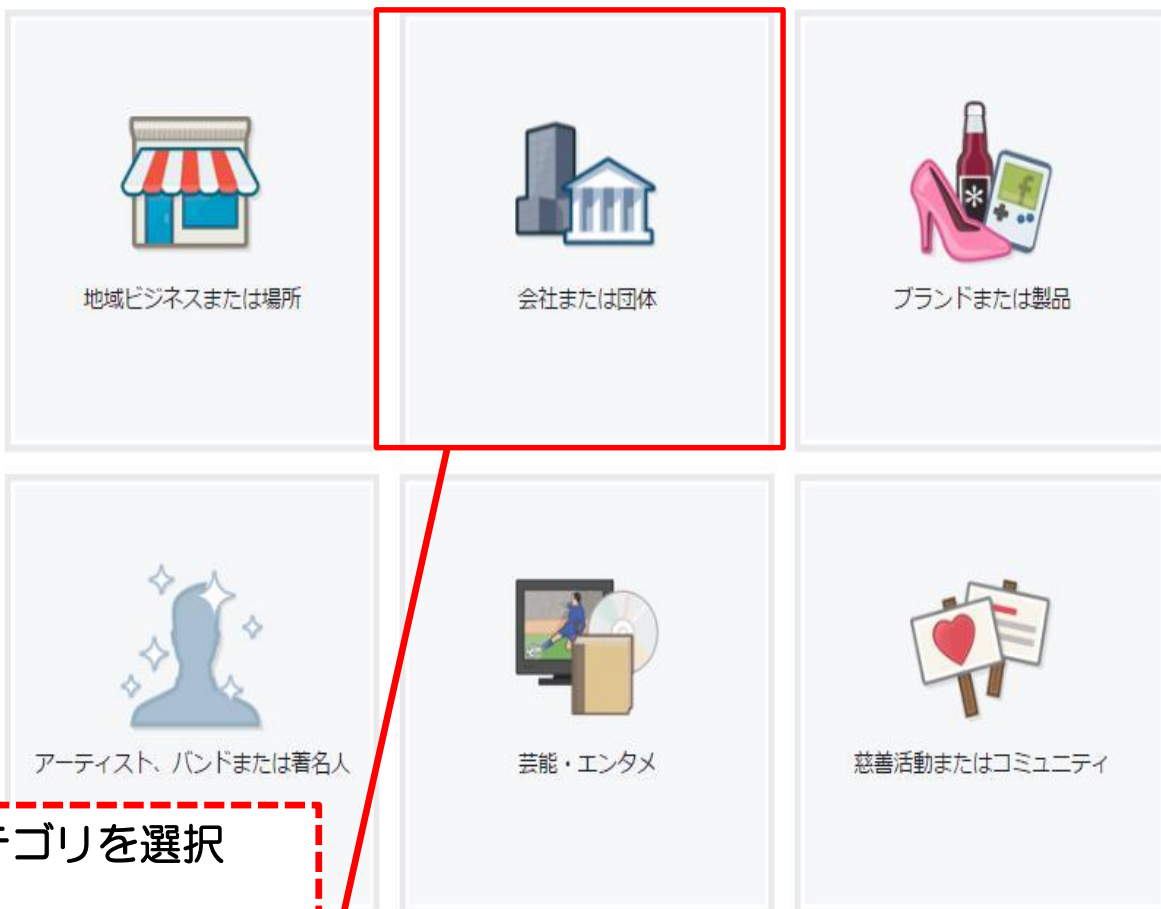 地域ビジネスまたは場所
会社または団体
ブランドまたは製品
アーティスト、バンドまたは著名人
芸能・エンタメ
慈善活動またはコミュニティ
テゴリを選択